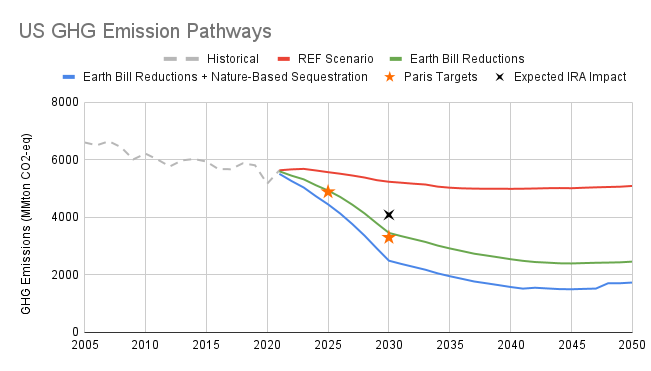 US GHG Emission Pathways
Historical REF Scenario Earth Bill Reductions
Earth Bill Reductions + Nature-Based Sequestration Paris Targets Expected IRA Impact
GHG Emissions (MMton CO2-eq)
8000
6000
4000
2000
0
2005 2010 2015 2020 2025 2030 2035 2040 2045 2050